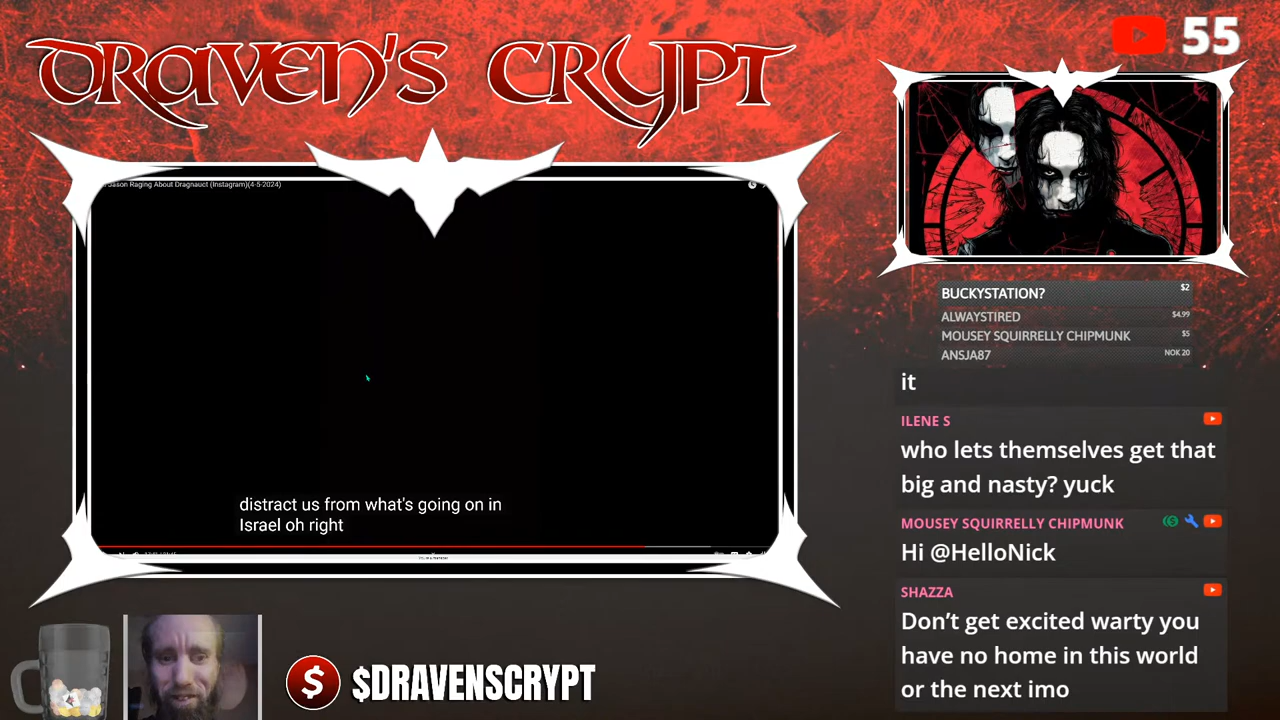 DRAVEN'S CRYPT
55
Jason Raging About Dragnauct (Instagram)(4-5-2024)
distract us from what's going on in
Israel oh right
BUCKYSTATION? $2
ALWAYSTIRED $4.99
MOUSEY SQUIRRELLY CHIPMUNK $5
ANSJA87 NOK 20
it
ILENE S
who lets themselves get that
big and nasty? yuck
MOUSEY SQUIRRELLY CHIPMUNK
Hi @HelloNick
SHAZZA
Don’t get excited warty you
have no home in this world
or the next imo
$ $DRAVENSCRYPT